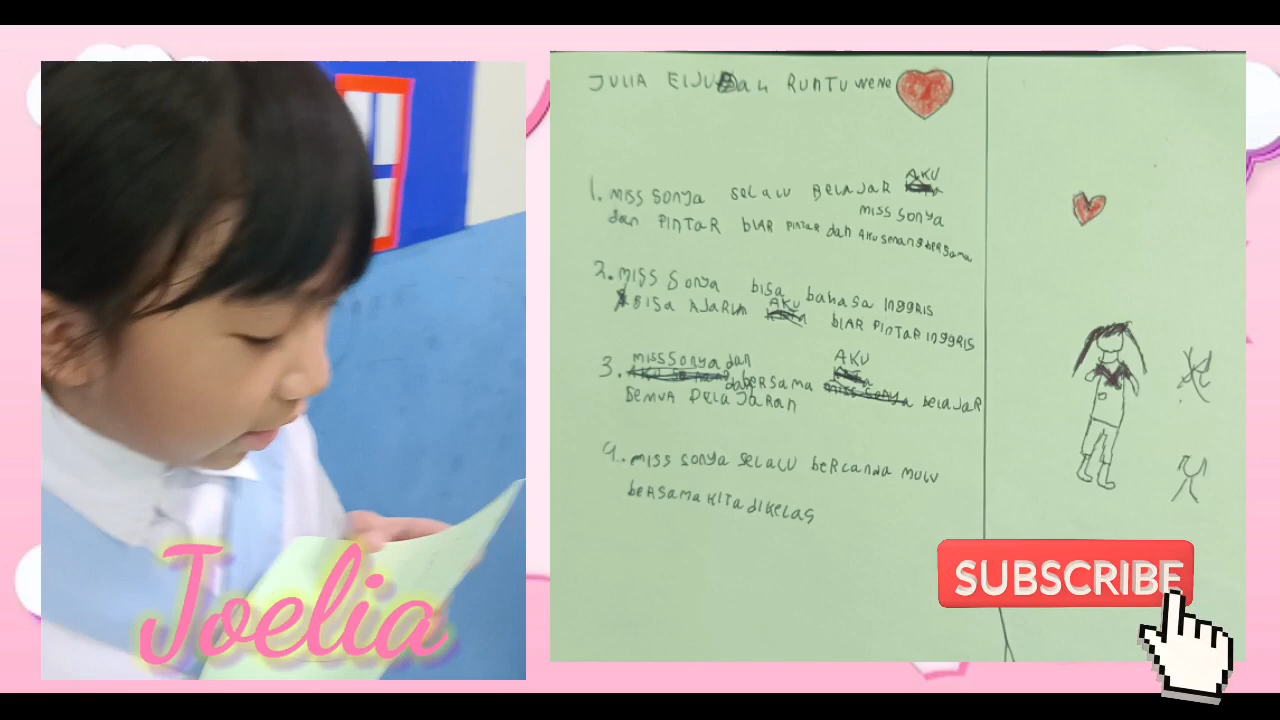 JULIA ELJU Dah RUNTUWENE
1. MISS SONYA SELALU BELAJAR AKU
MISS SONYA
dan PINTAR BIAR PINTAR dan AKU SENANG BERSAMA
2. MISS SONYA bisa bahasa INGGRIS
BISA AJARIN AKU bIAR PINTAR INGGRIS
3. MISS SONYA dan AKU
dan BERSAMA belAJAR
SEMUA PELAJARAN
4. MISS SONYA SELALU beRCANDA MULU
beRSAMA KITA DIKELAS
Joelia
SUBSCRIBE